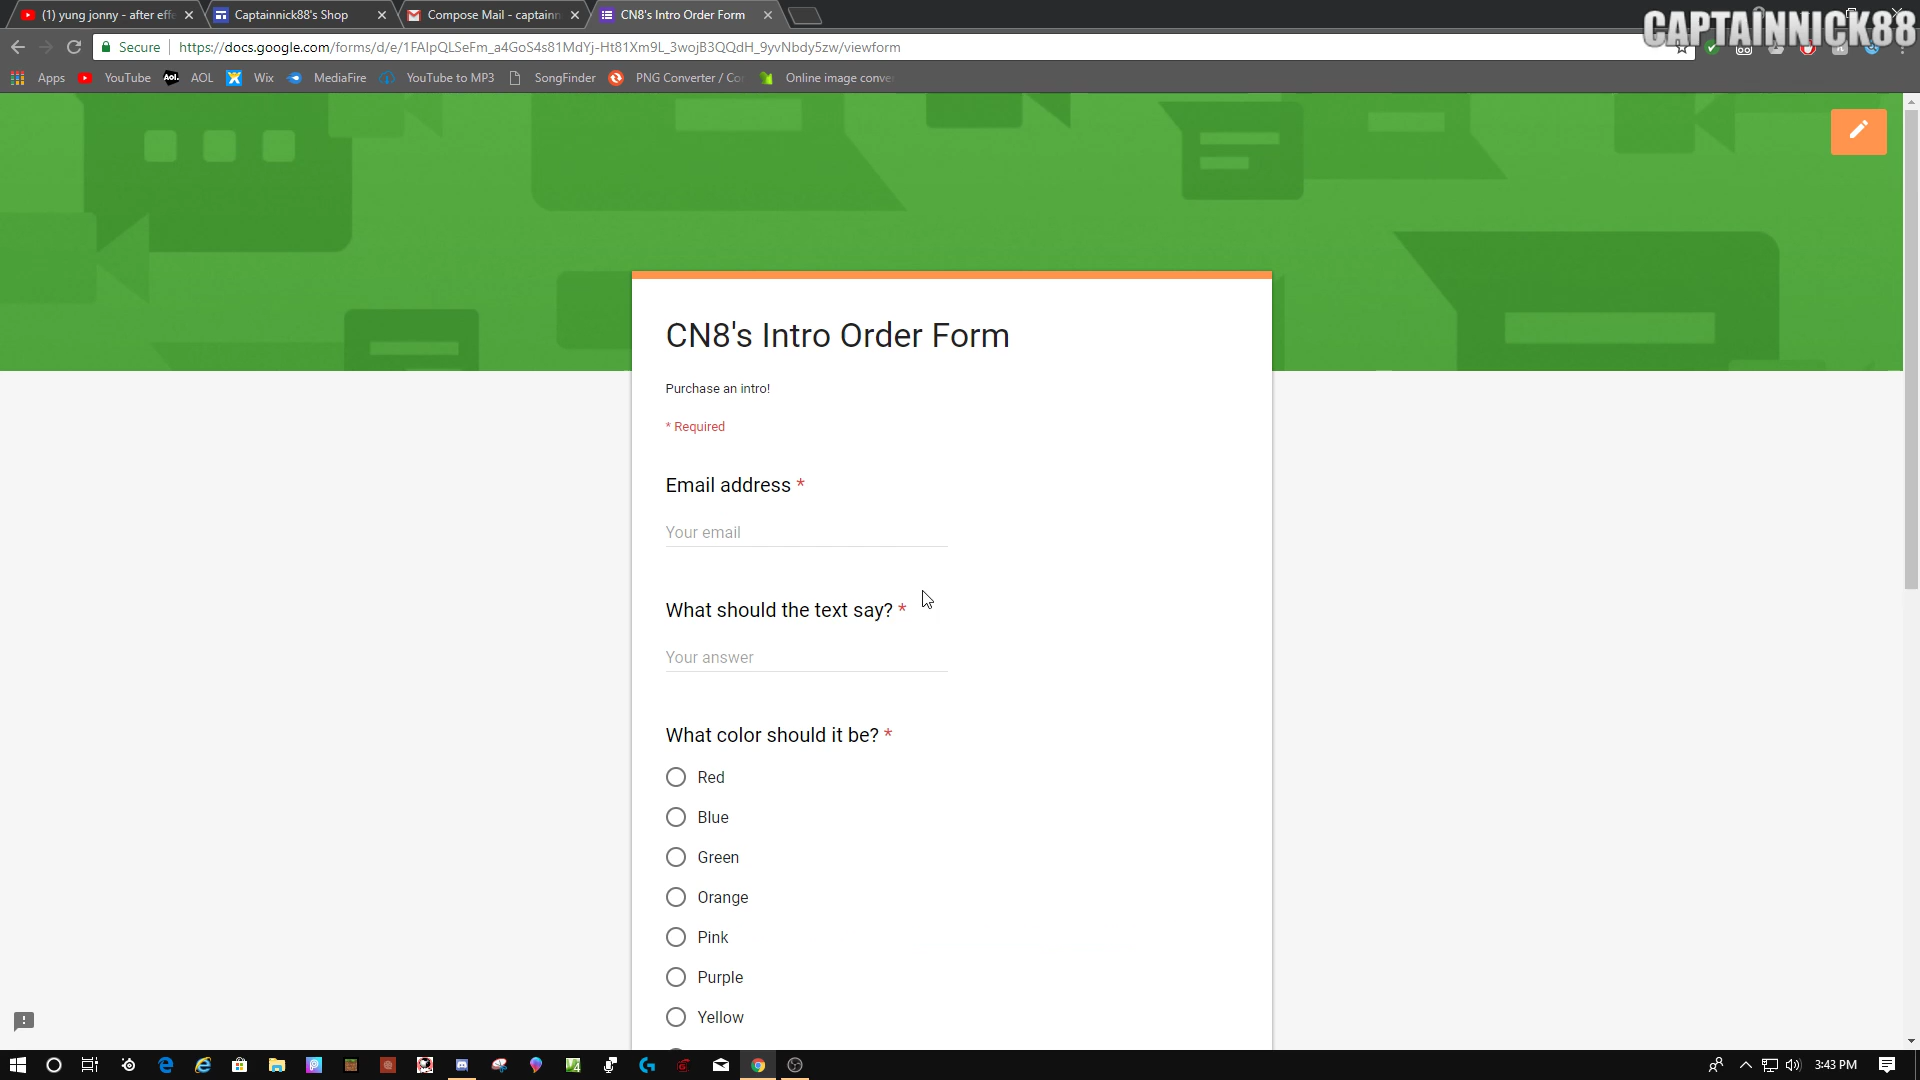 (1) yung jonny - after effe
Captainnick88's Shop
Compose Mail - captainn
CN8's Intro Order Form
CAPTAINNICK88
Secure
https://docs.google.com/forms/d/e/1FAIpQLSeFm_a4GoS4s81MdYj-Ht81Xm9L_3wojB3QQdH_9yvNbdy5zw/viewform
Apps
YouTube
Aol.
AOL
Wix
MediaFire
YouTube to MP3
SongFinder
PNG Converter / Co
Online image conve
CN8's Intro Order Form
Purchase an intro!
* Required
Email address *
Your email
What should the text say? *
Your answer
What color should it be? *
Red
Blue
Green
Orange
Pink
Purple
Yellow
3:43 PM